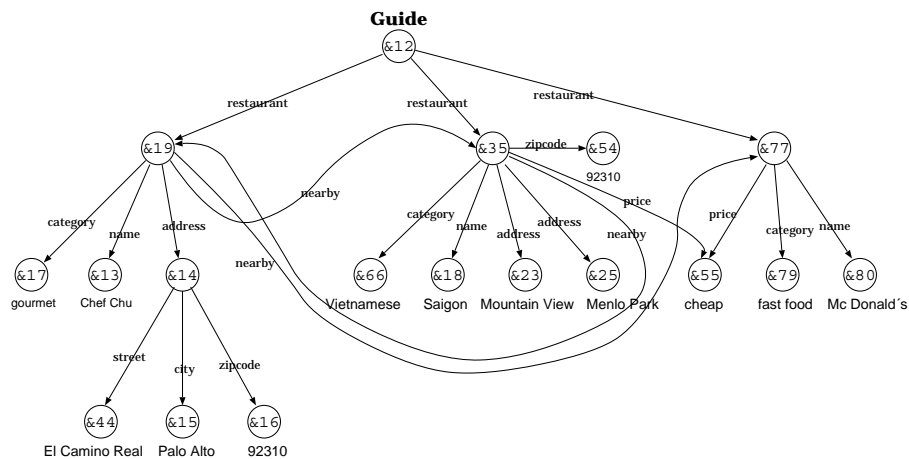 Guide
&12
restaurant restaurant restaurant
&19 &35 zipcode &54 &77
92310
nearby price
category name address category name address address nearby price category name
nearby
&17 &13 &14 &66 &18 &23 &25 &55 &79 &80
gourmet Chef Chu Vietnamese Saigon Mountain View Menlo Park cheap fast food Mc Donald´s
street city zipcode
&44 &15 &16
El Camino Real Palo Alto 92310